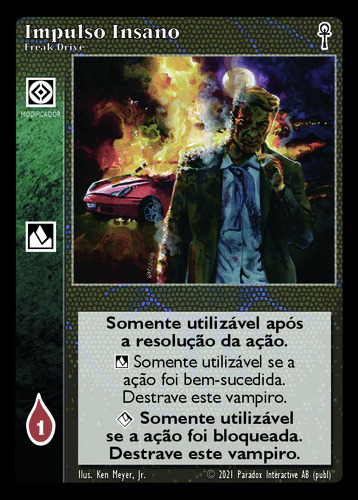 Impulso Insano
Freak Drive
MODIFICADOR
Somente utilizável após
a resolução da ação.
Somente utilizável se a
ação foi bem-sucedida.
Destrave este vampiro.
Somente utilizável
se a ação foi bloqueada.
Destrave este vampiro.
1
Ilus. Ken Meyer, Jr. © 2021 Paradox Interactive AB (publ)